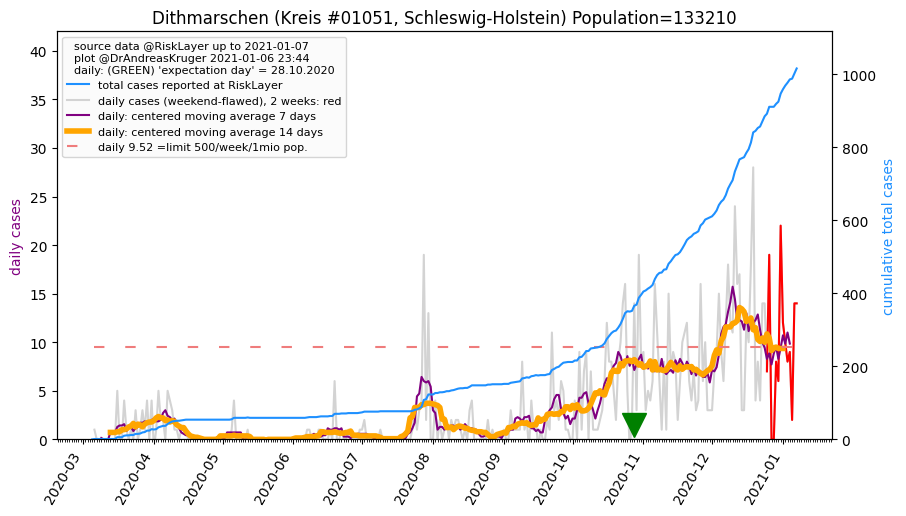 Dithmarschen (Kreis #01051, Schleswig-Holstein) Population=133210
source data @RiskLayer up to 2021-01-07
plot @DrAndreasKruger 2021-01-06 23:44
daily: (GREEN) 'expectation day' = 28.10.2020
total cases reported at RiskLayer
daily cases (weekend-flawed), 2 weeks: red
daily: centered moving average 7 days
daily: centered moving average 14 days
daily 9.52 =limit 500/week/1mio pop.
daily cases
40
35
30
25
20
15
10
5
0
cumulative total cases
1000
800
600
400
200
0
2020-03
2020-04
2020-05
2020-06
2020-07
2020-08
2020-09
2020-10
2020-11
2020-12
2021-01